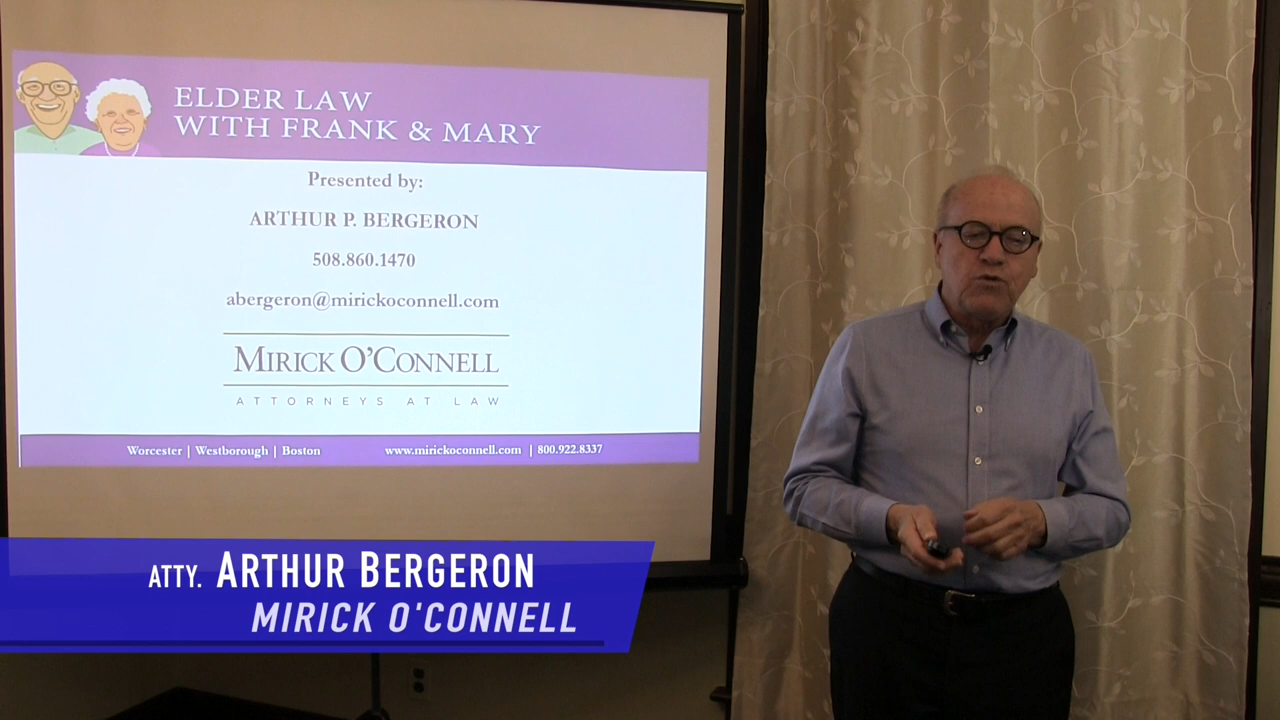 ELDER LAW
WITH FRANK & MARY
Presented by:
ARTHUR P. BERGERON
508.860.1470
abergeron@mirickoconnell.com
MIRICK O'CONNELL
ATTORNEYS AT LAW
Worcester | Westborough | Boston www.mirickoconnell.com | 800.922.8337
ATTY. ARTHUR BERGERON
MIRICK O'CONNELL